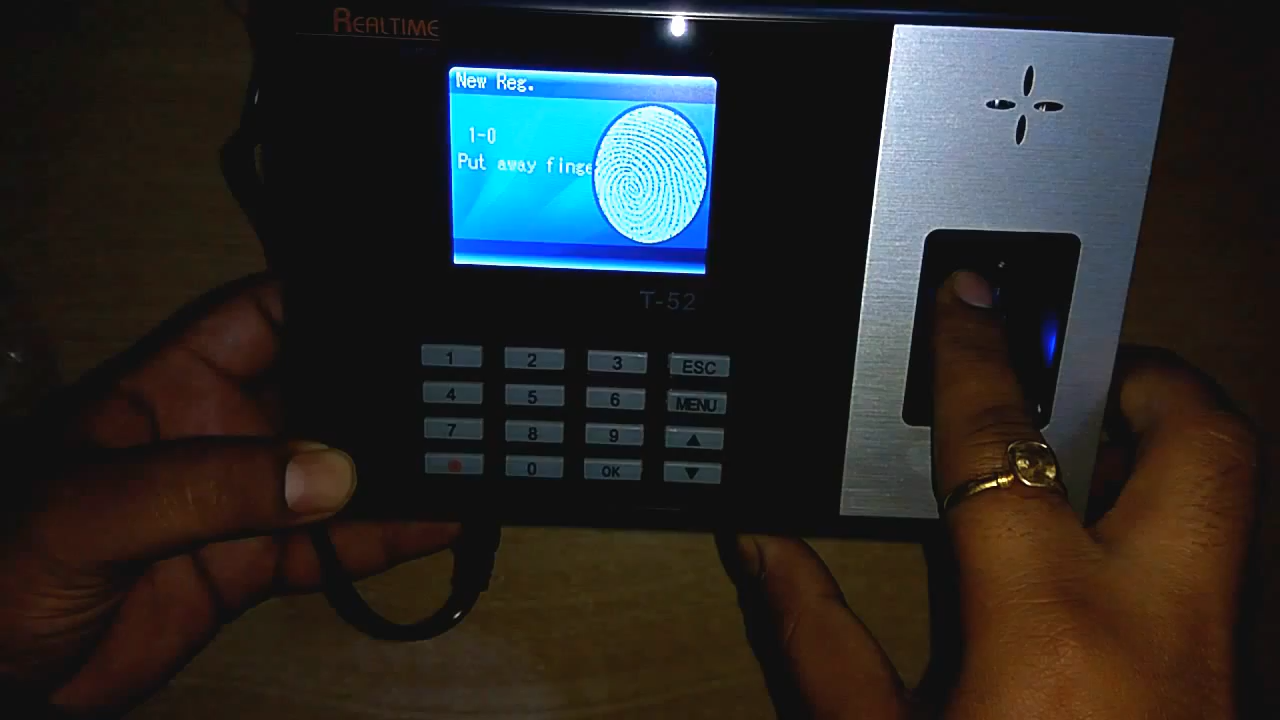 REALTIME
New Reg.
1-0
Put away finge
T-52
1 2 3 ESC
4 5 6 MENU
7 8 9
0 OK